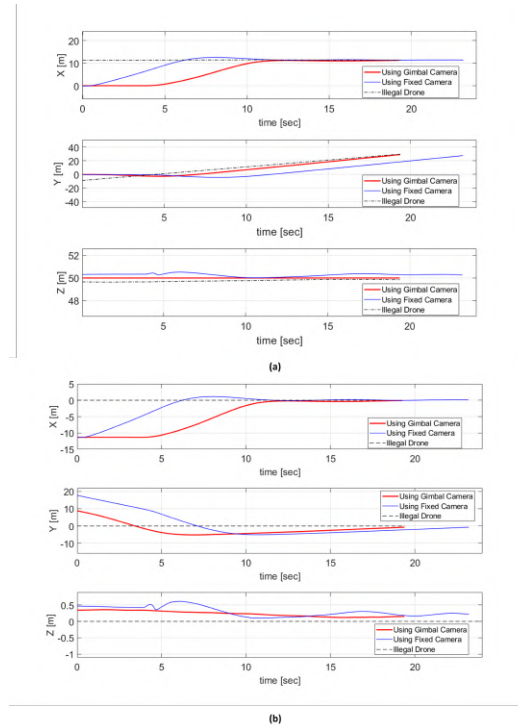 20
10
0
X [m]
Using Gimbal Camera
Using Fixed Camera
Illegal Drone
0 5 10 15 20
time [sec]
40
20
0
-20
-40
Y [m]
Using Gimbal Camera
Using Fixed Camera
Illegal Drone
5 10 15 20
time [sec]
52
50
48
Z [m]
Using Gimbal Camera
Using Fixed Camera
Illegal Drone
5 10 15 20
time [sec]
(a)
5
0
-5
-10
-15
X [m]
Using Gimbal Camera
Using Fixed Camera
Illegal Drone
0 5 10 15 20
time [sec]
20
10
0
-10
Y [m]
Using Gimbal Camera
Using Fixed Camera
Illegal Drone
0 5 10 15 20
time [sec]
0.5
0
-0.5
-1
Z [m]
Using Gimbal Camera
Using Fixed Camera
Illegal Drone
0 5 10 15 20
time [sec]
(b)